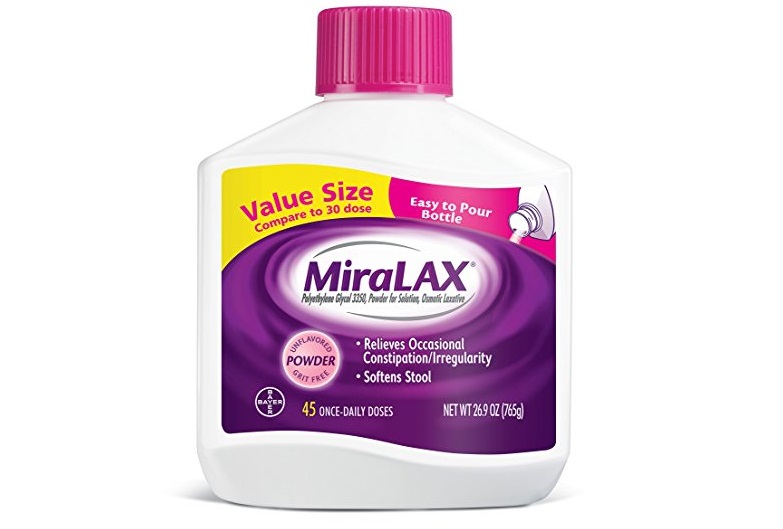 Value Size
Compare to 30 dose
Easy to Pour
Bottle
MiraLAX®
Polyethylene Glycol 3350, Powder for Solution, Osmotic Laxative
UNFLAVORED
POWDER
GRIT FREE
• Relieves Occasional
Constipation/Irregularity
• Softens Stool
BAYER
BAYER
45 ONCE-DAILY DOSES
NET WT 26.9 OZ (765g)